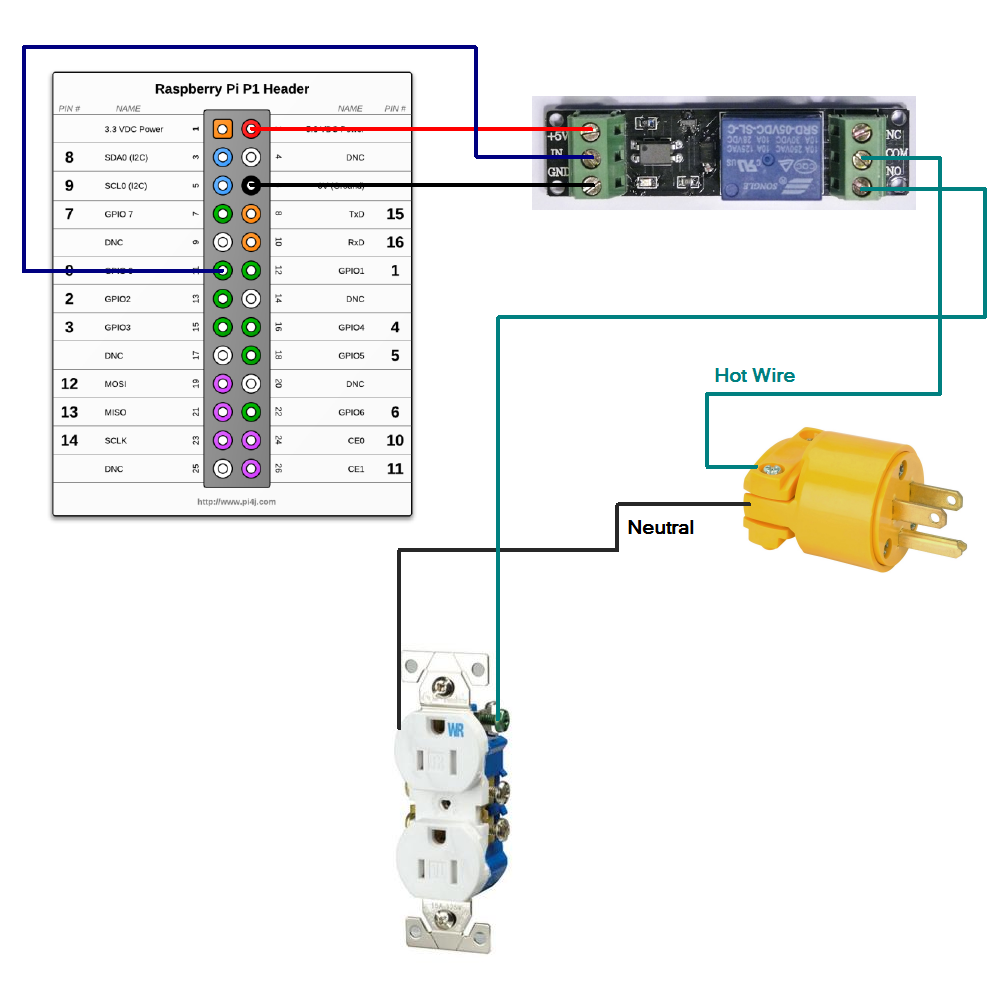 Raspberry Pi P1 Header
PIN # NAME NAME PIN #
3.3 VDC Power 1
8 SDA0 (I2C) 3 4 DNC
9 SCL0 (I2C) 5 0V (Ground)
7 GPIO 7 7 8 TxD 15
DNC 9 10 RxD 16
0 12 GPIO1 1
2 GPIO2 13 14 DNC
3 GPIO3 15 16 GPIO4 4
DNC 17 18 GPIO5 5
12 MOSI 19 20 DNC
13 MISO 21 22 GPIO6 6
14 SCLK 23 24 CE0 10
DNC 25 26 CE1 11
http://www.pi4j.com
+5V
IN
GND
SRD-05VDC-SL-C
10A 250VAC 10A 125VAC
10A 30VDC 10A 28VDC
SONGLE
NC
COM
NO
Hot Wire
Neutral
WR